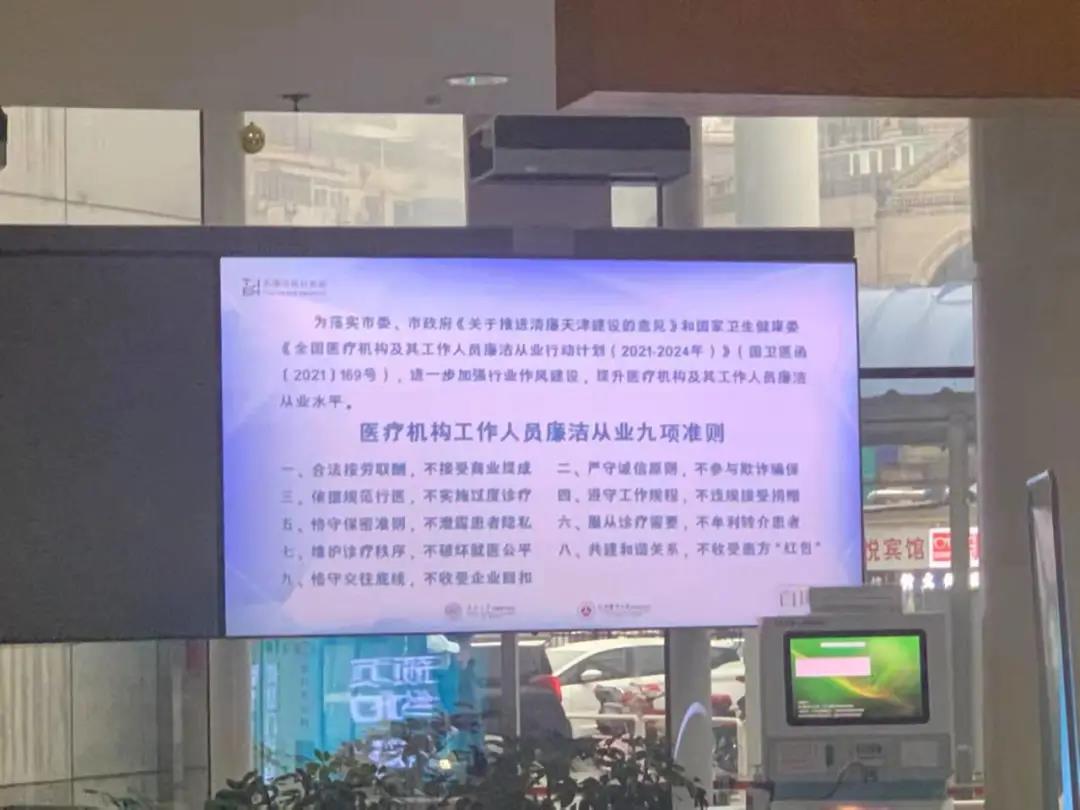 为落实市委、市政府《关于推进清廉天津建设的意见》和国家卫生健康委
《全国医疗机构及其工作人员廉洁从业行动计划（2021-2024年）》（国卫医函
〔2021〕169号），进一步加强行业作风建设，提升医疗机构及其工作人员廉洁
从业水平。
医疗机构工作人员廉洁从业九项准则
一、合法按劳取酬，不接受商业提成
二、严守诚信原则，不参与欺诈骗保
三、依据规范行医，不实施过度诊疗
四、遵守工作规程，不违规接受捐赠
五、恪守保密准则，不泄露患者隐私
六、服从诊疗需要，不牟利转介患者
七、维护诊疗秩序，不破坏就医公平
八、共建和谐关系，不收受患方“红包”
九、恪守交往底线，不收受企业回扣
悦宾馆